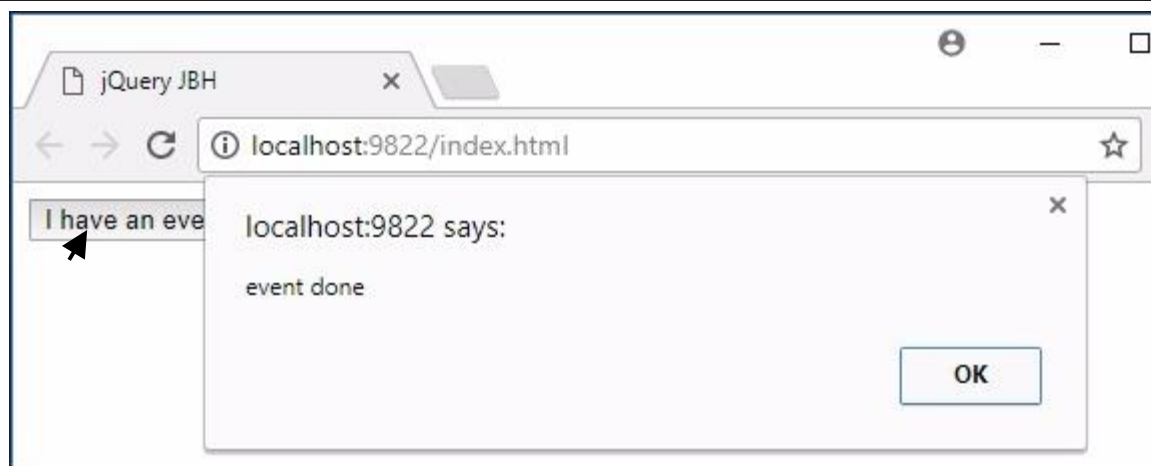 jQuery JBH
localhost:9822/index.html
I have an eve
localhost:9822 says:
event done
OK